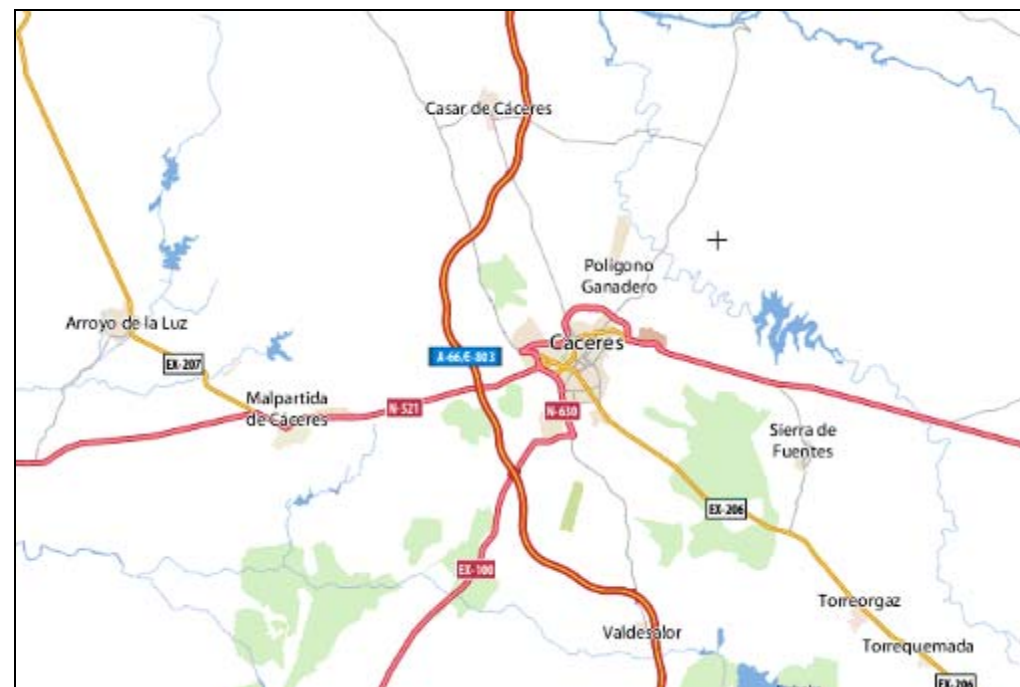 Casar de Cáceres
Polígono
Ganadero
Arroyo de la Luz
Cáceres
A-66/E-803
EX-207
Malpartida
de Cáceres
N-521
N-630
Sierra de
Fuentes
EX-206
EX-100
Torreorgaz
Valdesalor
Torrequemada
EX-206